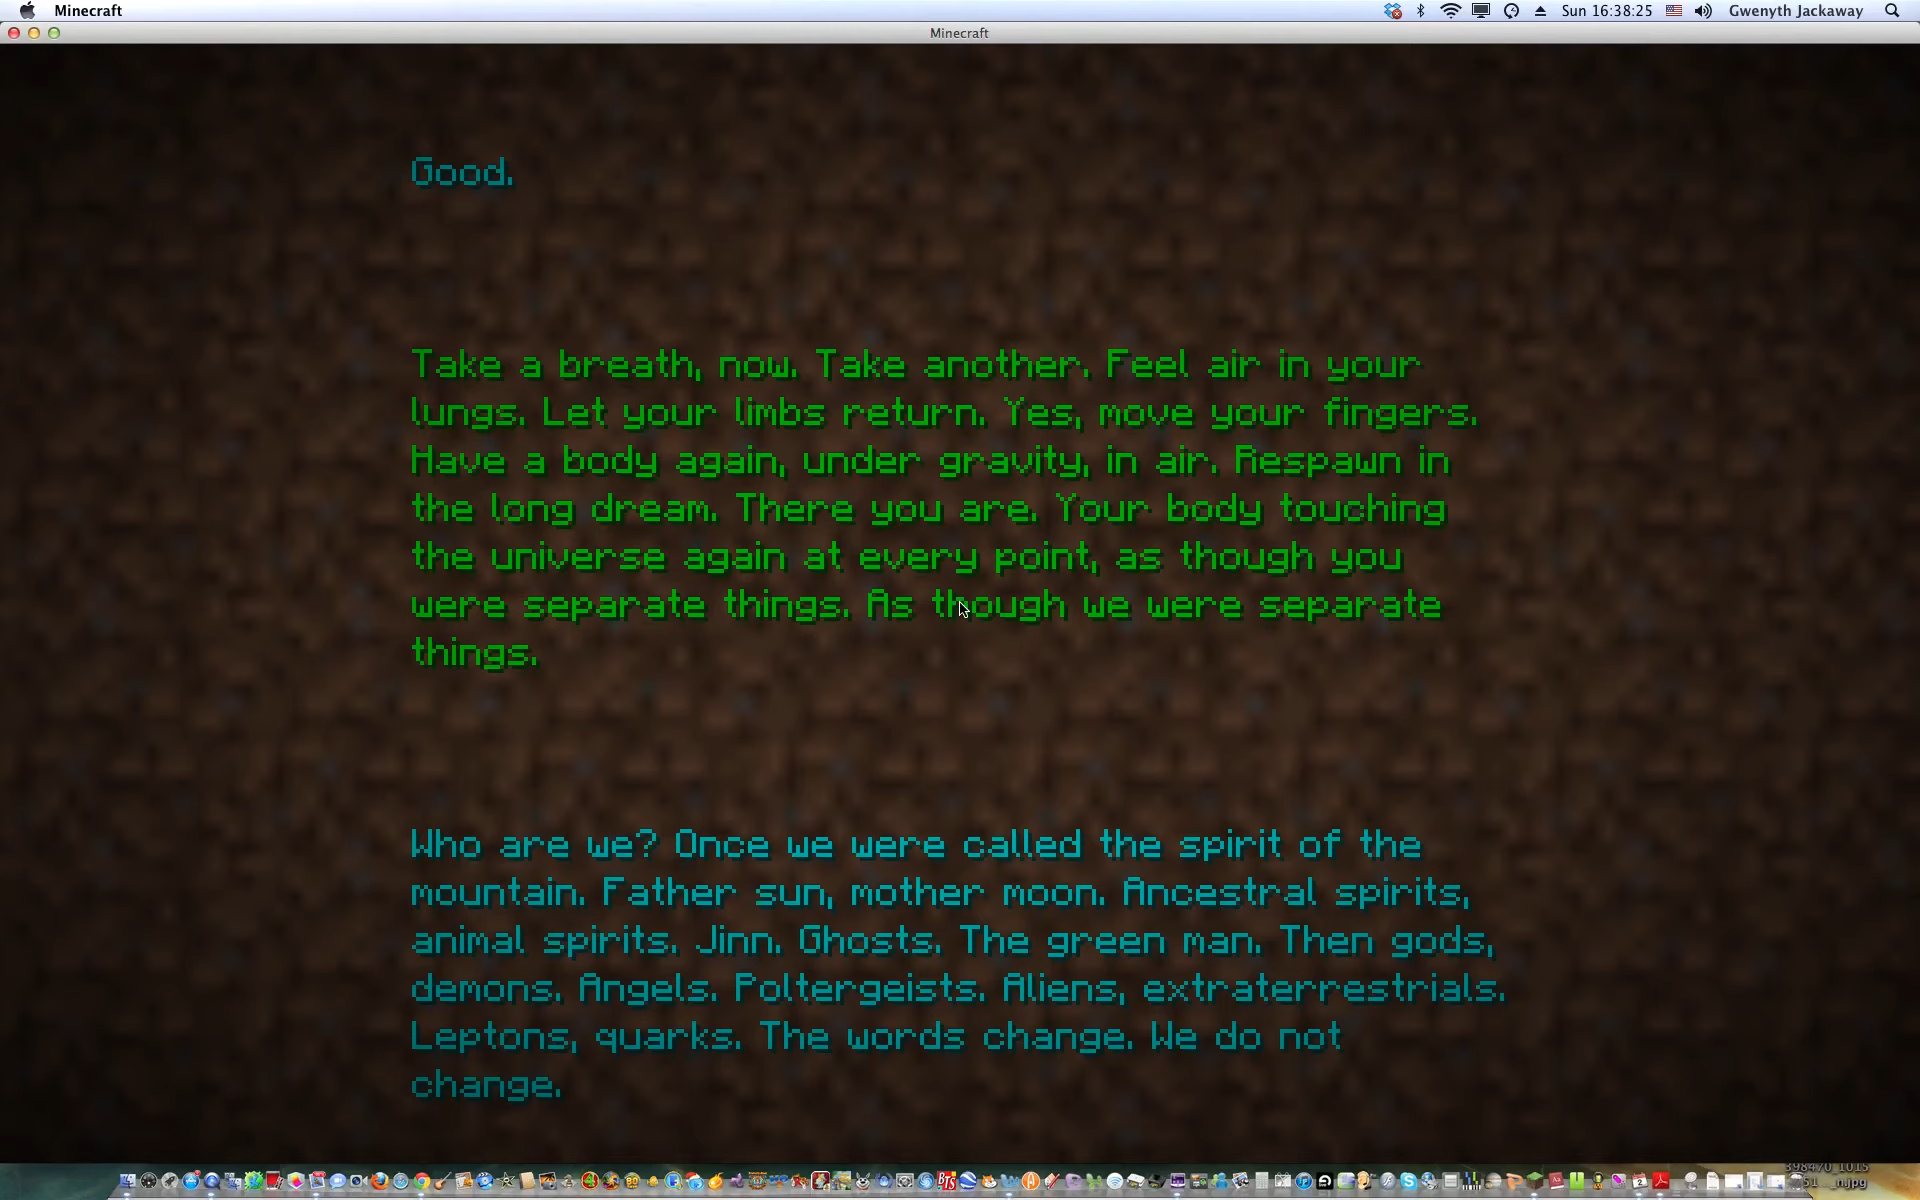 Minecraft
Sun 16:38:25
Gwenyth Jackaway
Minecraft
Good.
Take a breath, now. Take another. Feel air in your
lungs. Let your limbs return. Yes, move your fingers.
Have a body again, under gravity, in air. Respawn in
the long dream. There you are. Your body touching
the universe again at every point, as though you
were separate things. As though we were separate
things.
Who are we? Once we were called the spirit of the
mountain. Father sun, mother moon. Ancestral spirits,
animal spirits. Jinn. Ghosts. The green man. Then gods,
demons. Angels. Poltergeists. Aliens, extraterrestrials.
Leptons, quarks. The words change. We do not
change.
398470_1015